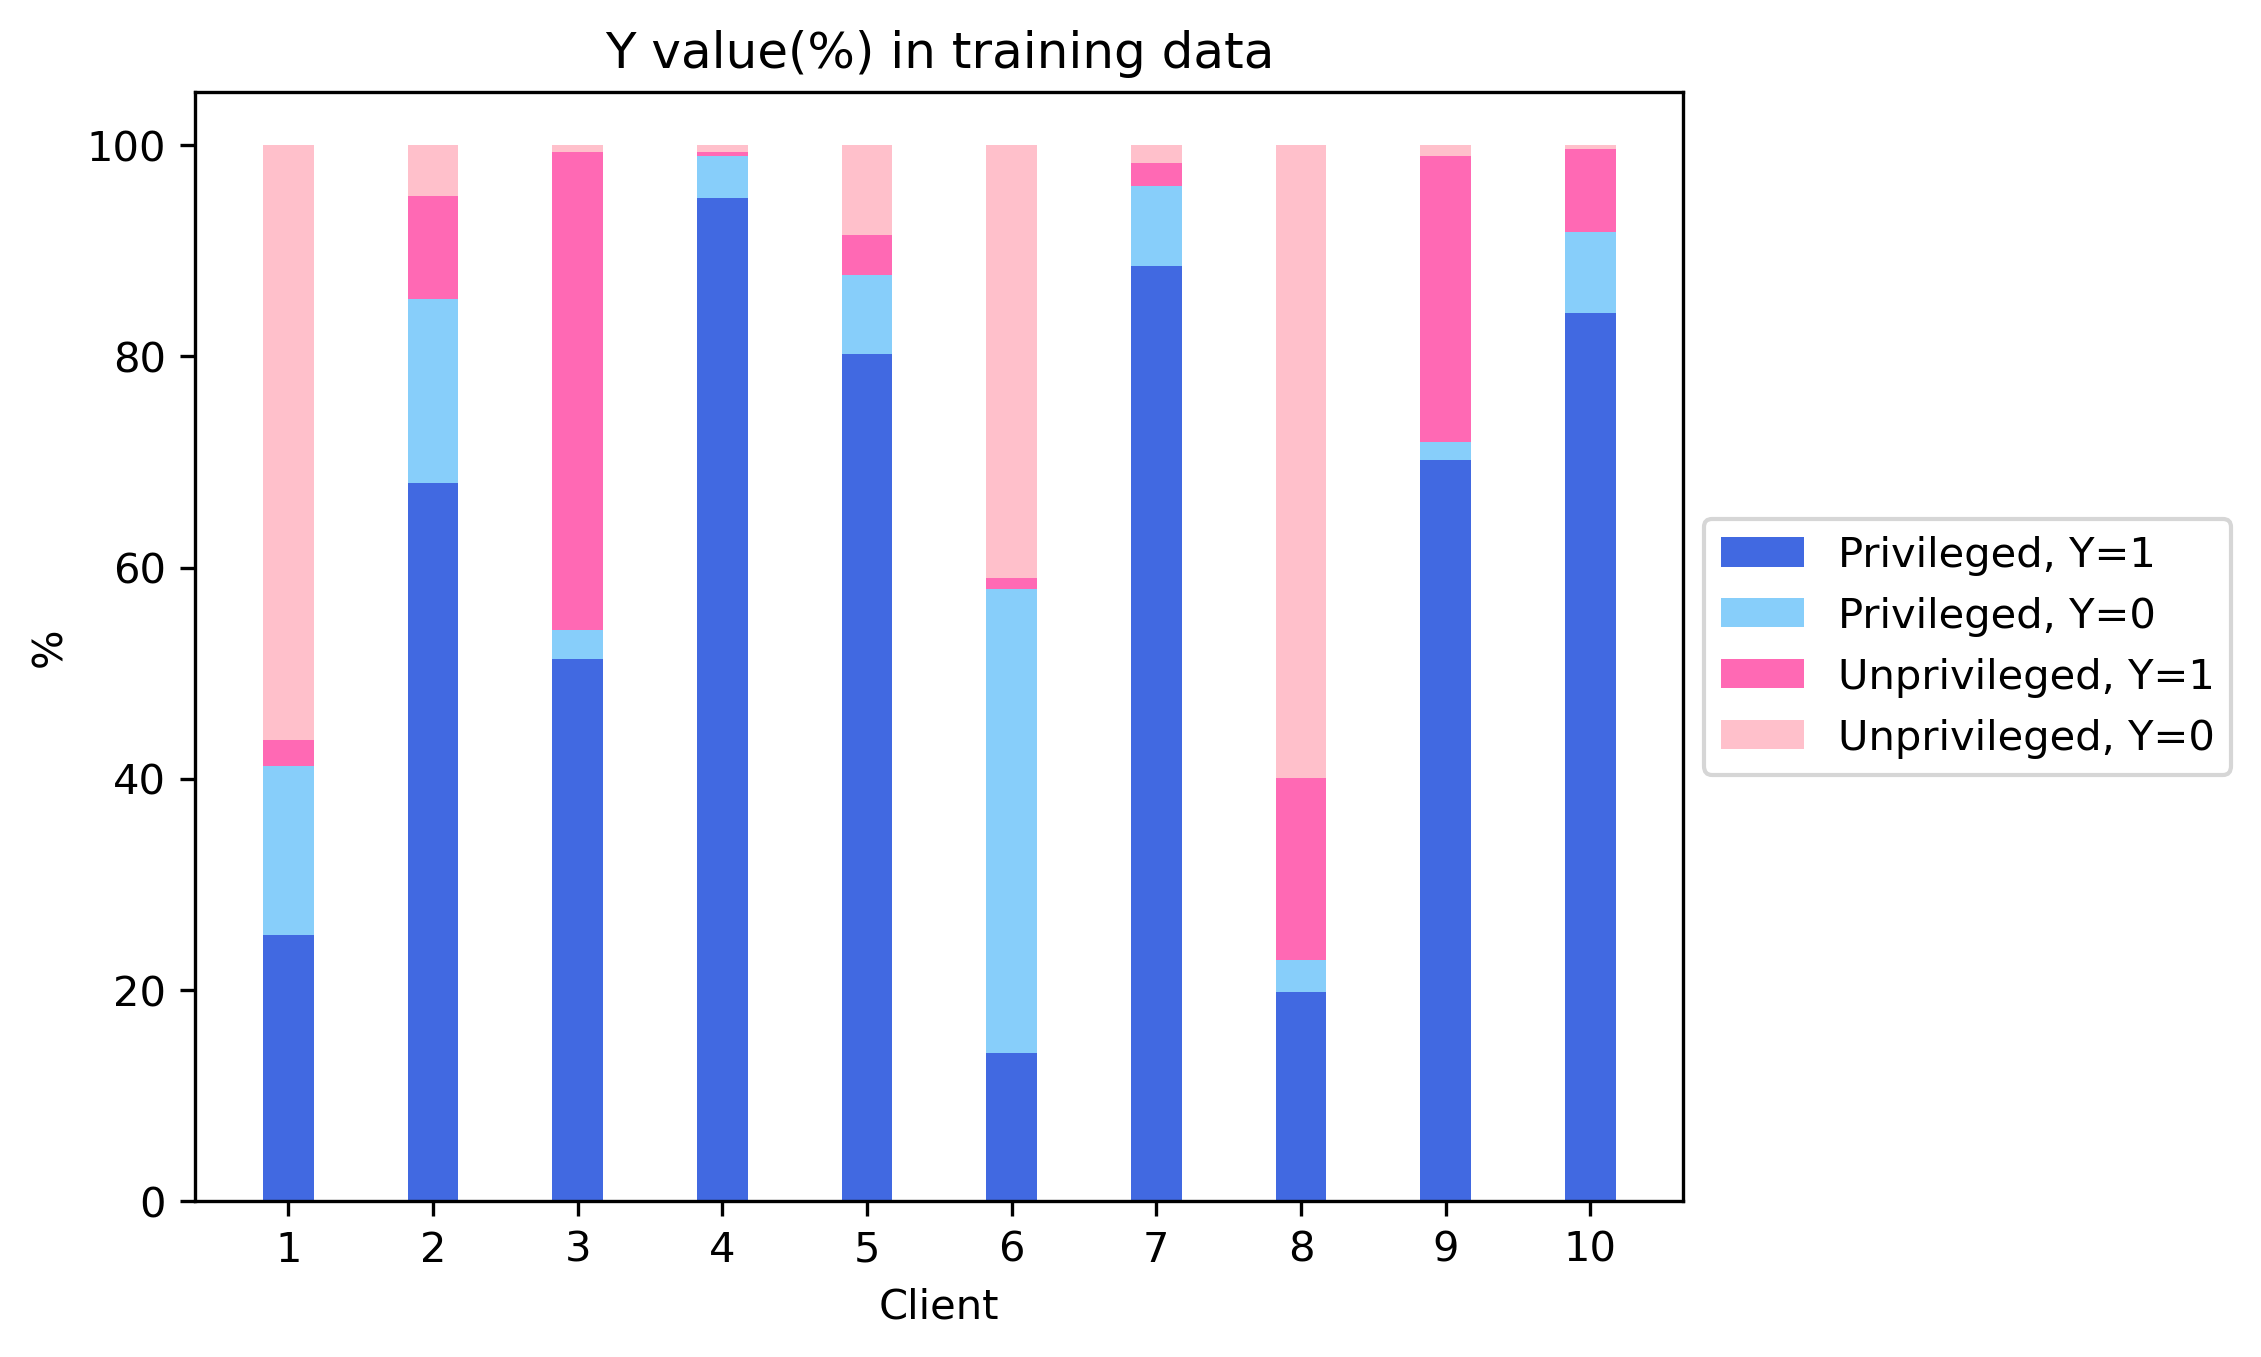 Y value(%) in training data
100
80
60
40
20
0
%
1 2 3 4 5 6 7 8 9 10
Client
Privileged, Y=1
Privileged, Y=0
Unprivileged, Y=1
Unprivileged, Y=0